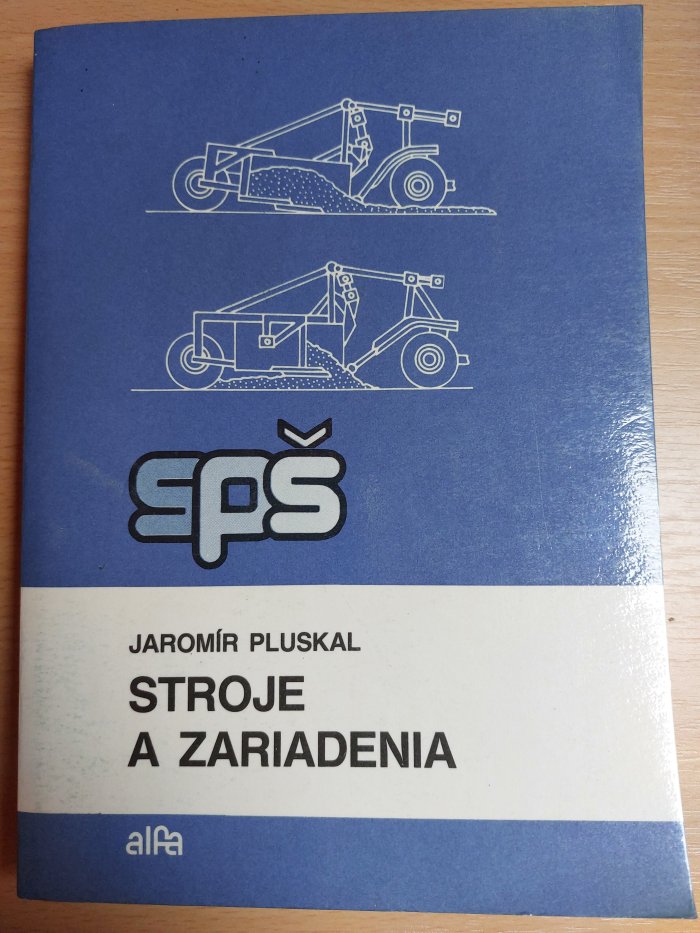 spš
JAROMÍR PLUSKAL
STROJE
A ZARIADENIA
alfa